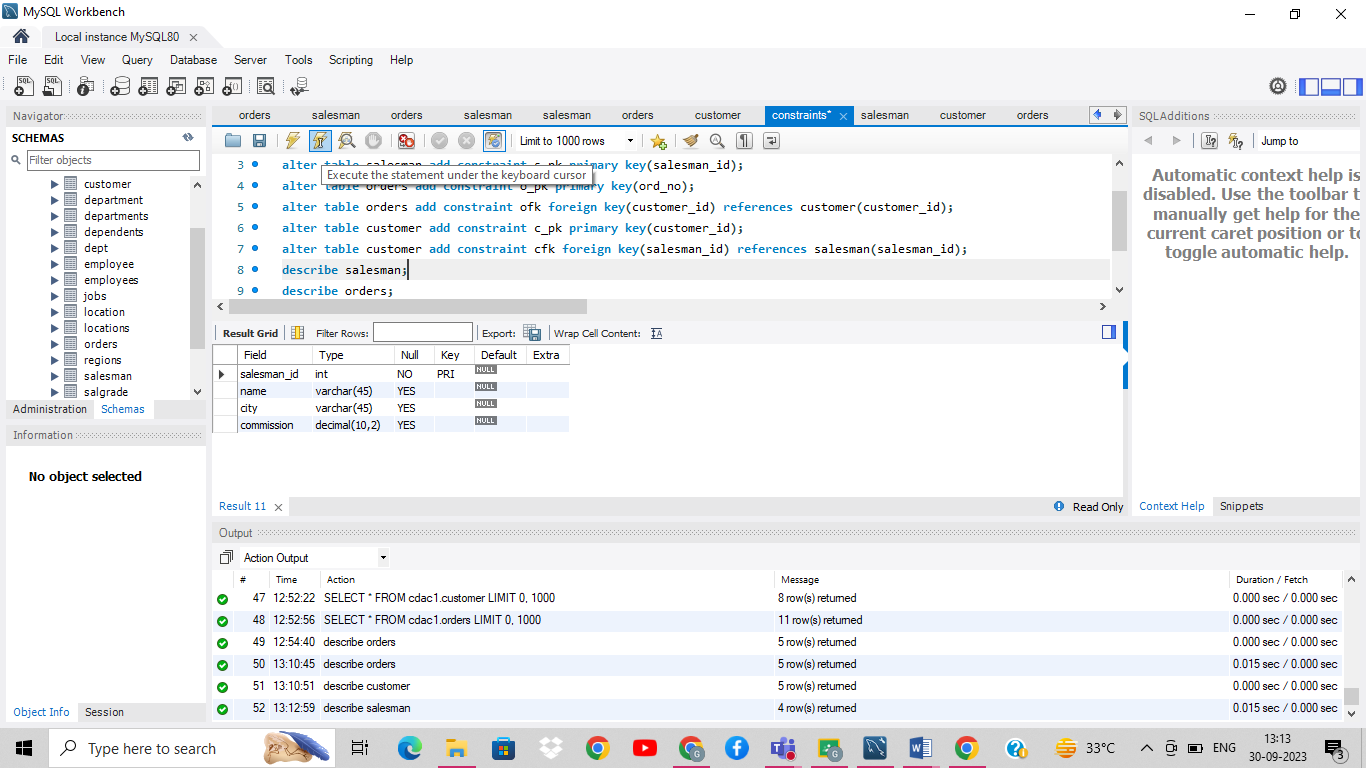 MySQL Workbench
Local instance MySQL80
File Edit View Query Database Server Tools Scripting Help
Navigator
SCHEMAS
Filter objects
customer
department
departments
dependents
dept
employee
employees
jobs
location
locations
orders
regions
salesman
salgrade
Administration Schemas
Information
No object selected
Object Info Session
orders salesman orders salesman salesman orders customer constraints* salesman customer orders
Limit to 1000 rows
3 alter table salesman add constraint c_pk primary key(salesman_id);
Execute the statement under the keyboard cursor
4 alter table orders add constraint o_pk primary key(ord_no);
5 alter table orders add constraint ofk foreign key(customer_id) references customer(customer_id);
6 alter table customer add constraint c_pk primary key(customer_id);
7 alter table customer add constraint cfk foreign key(salesman_id) references salesman(salesman_id);
8 describe salesman;
9 describe orders;
Result Grid Filter Rows: Export: Wrap Cell Content:
Field Type Null Key Default Extra
salesman_id int NO PRI NULL
name varchar(45) YES NULL
city varchar(45) YES NULL
commission decimal(10,2) YES NULL
Result 11
Read Only
SQLAdditions
Jump to
Automatic context help is
disabled. Use the toolbar t
manually get help for the
current caret position or to
toggle automatic help.
Context Help Snippets
Output
Action Output
# Time Action Message Duration / Fetch
47 12:52:22 SELECT * FROM cdac1.customer LIMIT 0, 1000 8 row(s) returned 0.000 sec / 0.000 sec
48 12:52:56 SELECT * FROM cdac1.orders LIMIT 0, 1000 11 row(s) returned 0.000 sec / 0.000 sec
49 12:54:40 describe orders 5 row(s) returned 0.000 sec / 0.000 sec
50 13:10:45 describe orders 5 row(s) returned 0.015 sec / 0.000 sec
51 13:10:51 describe customer 5 row(s) returned 0.000 sec / 0.000 sec
52 13:12:59 describe salesman 4 row(s) returned 0.015 sec / 0.000 sec
Type here to search
33°C
ENG
13:13
30-09-2023
3